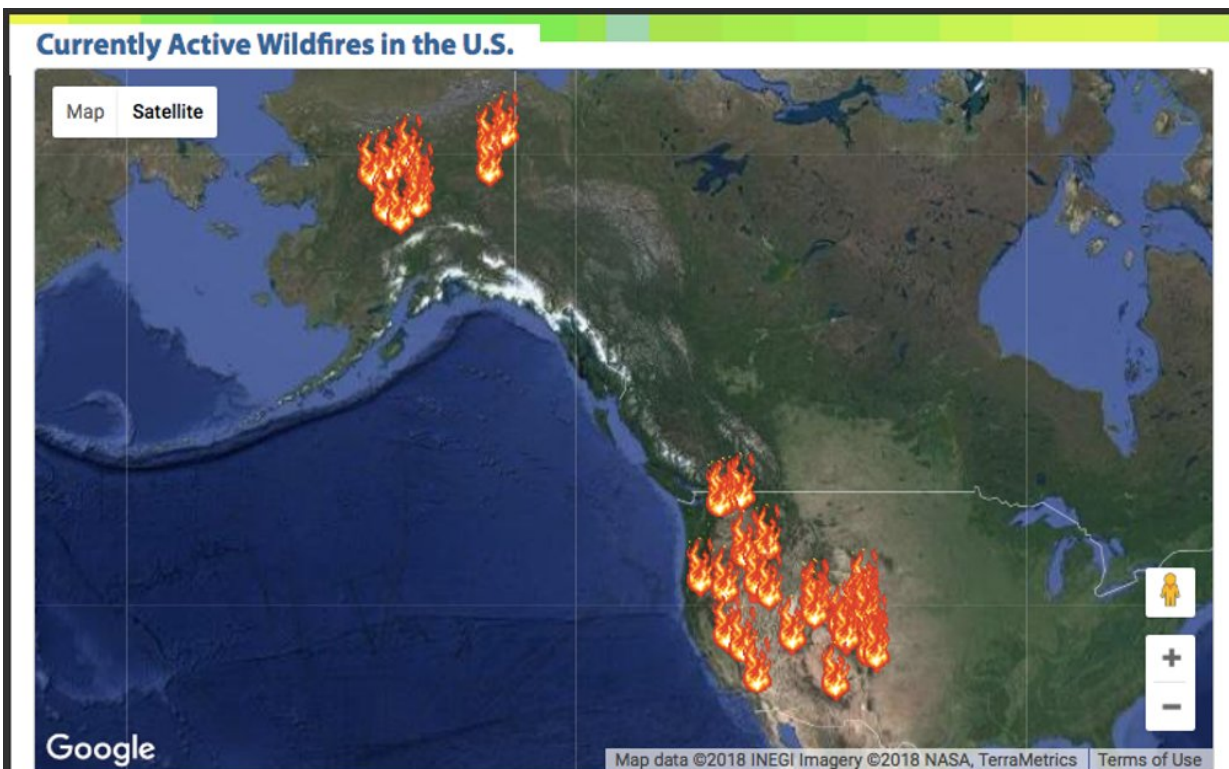 Currently Active Wildfires in the U.S.
Map Satellite
Google
Map data ©2018 INEGI Imagery ©2018 NASA, TerraMetrics Terms of Use